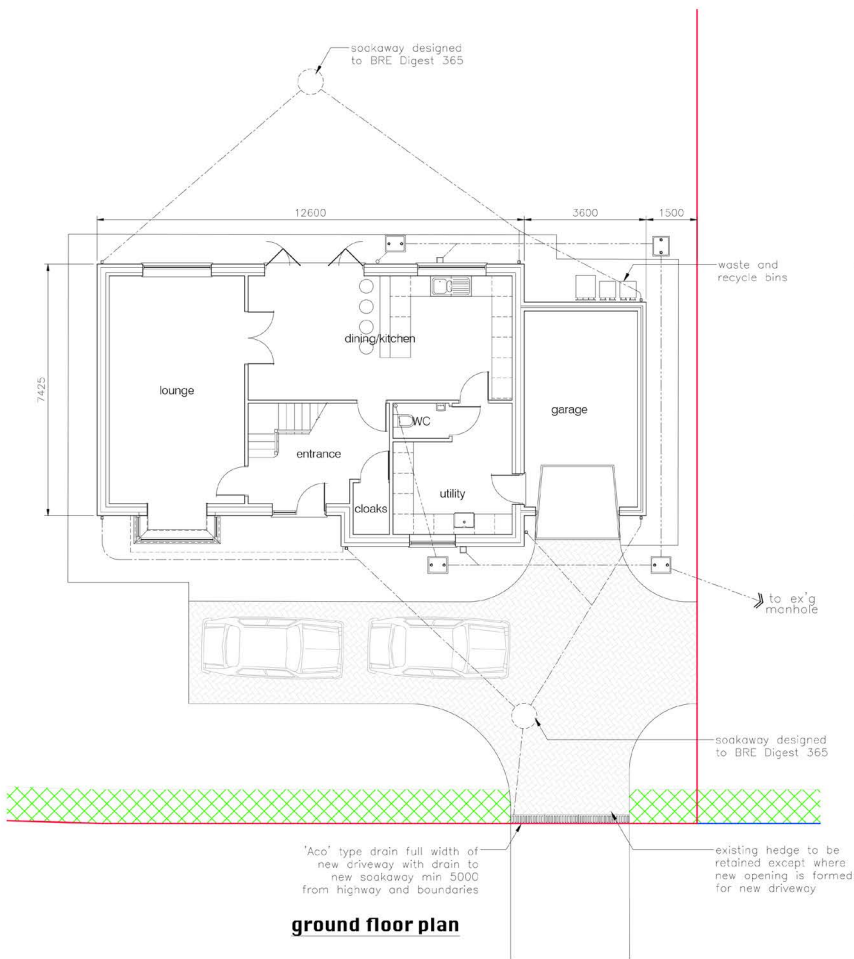 soakaway designed
to BRE Digest 365
12600
3600
1500
waste and
recycle bins
7425
dining/kitchen
lounge
garage
WC
entrance
utility
cloaks
to ex'g
manhole
soakaway designed
to BRE Digest 365
'Aco' type drain full width of
new driveway with drain to
new soakaway min 5000
from highway and boundaries
existing hedge to be
retained except where
new opening is formed
for new driveway
ground floor plan